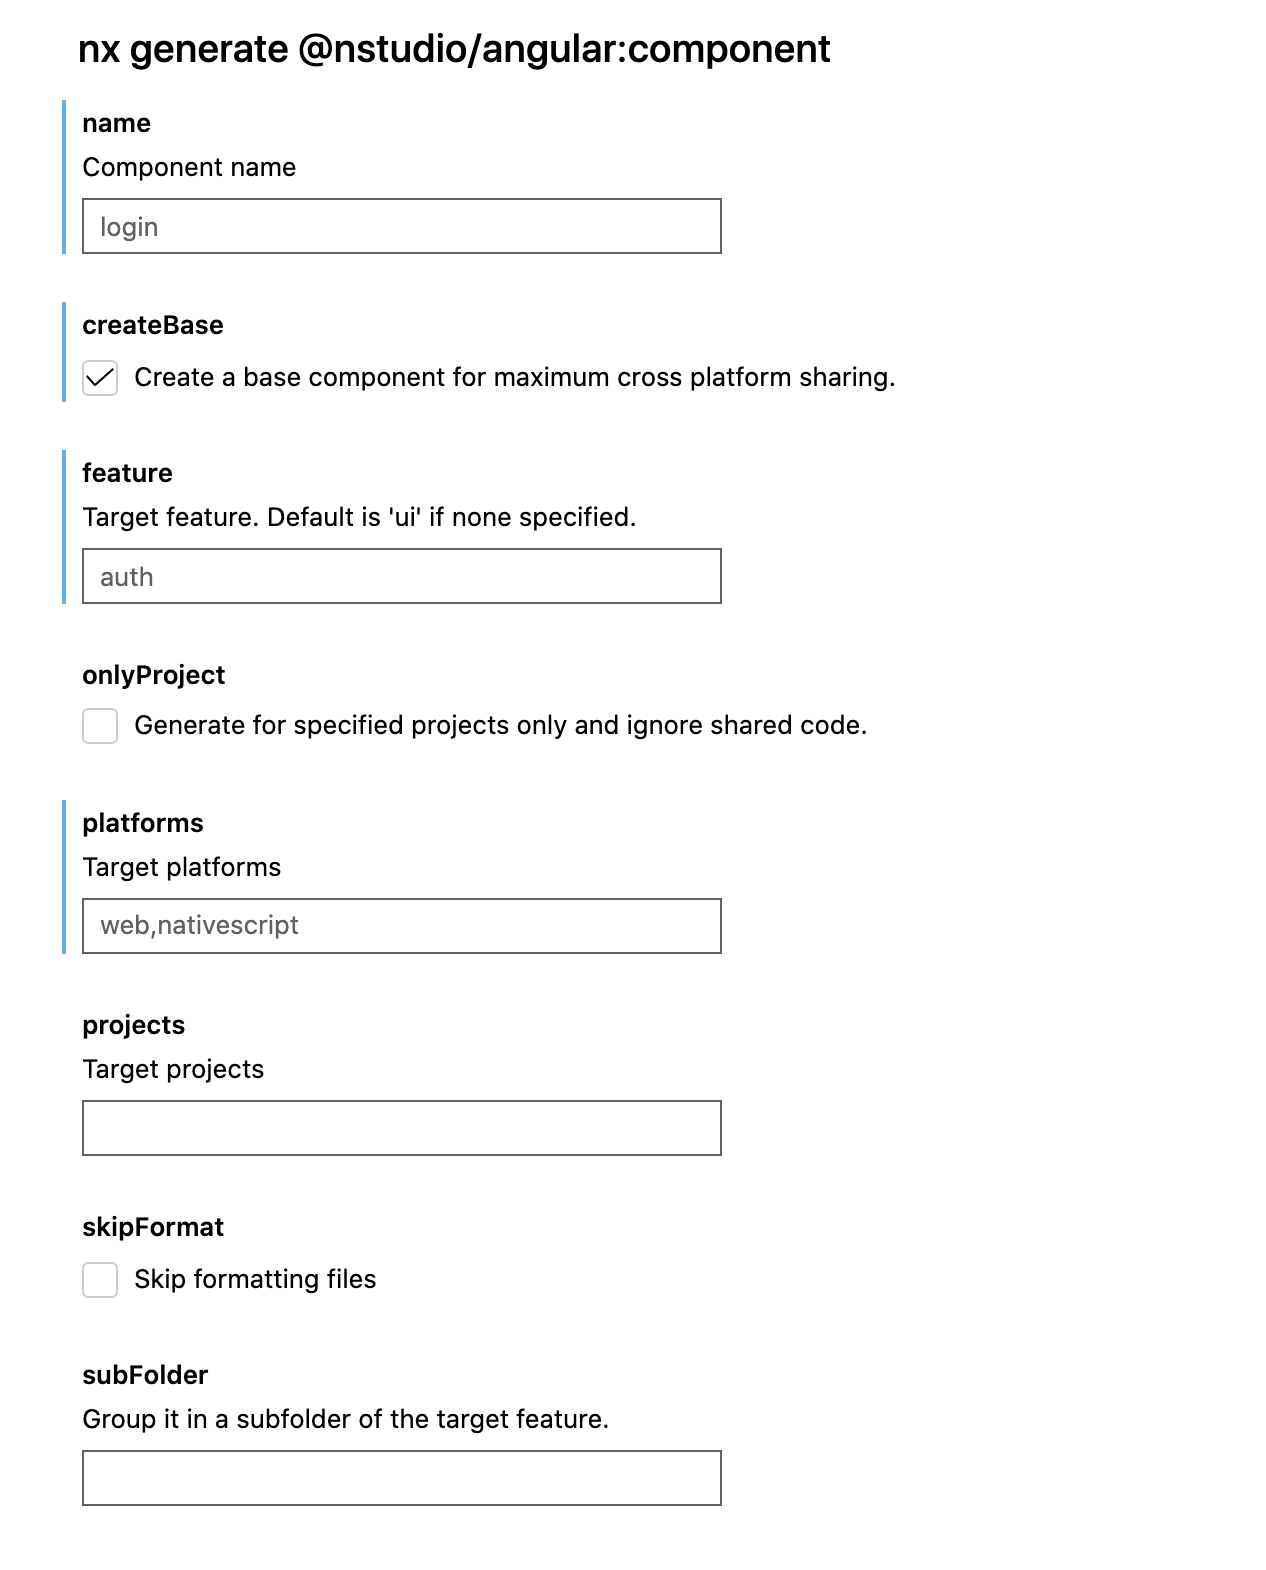 nx generate @nstudio/angular:component
name
Component name
login
createBase
Create a base component for maximum cross platform sharing.
feature
Target feature. Default is 'ui' if none specified.
auth
onlyProject
Generate for specified projects only and ignore shared code.
platforms
Target platforms
web,nativescript
projects
Target projects
skipFormat
Skip formatting files
subFolder
Group it in a subfolder of the target feature.